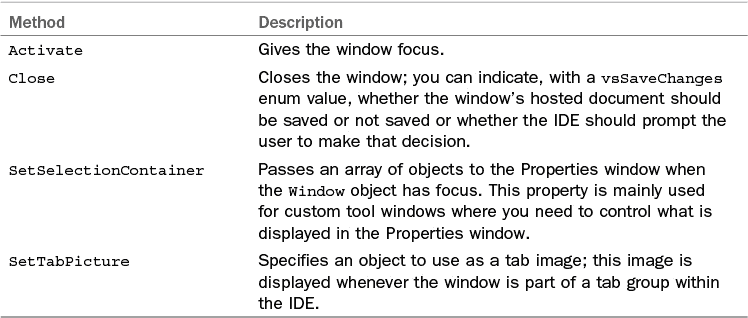 Method Description
Activate Gives the window focus.
Close Closes the window; you can indicate, with a vsSaveChanges
enum value, whether the window’s hosted document should
be saved or not saved or whether the IDE should prompt the
user to make that decision.
SetSelectionContainer Passes an array of objects to the Properties window when
the Window object has focus. This property is mainly used
for custom tool windows where you need to control what is
displayed in the Properties window.
SetTabPicture Specifies an object to use as a tab image; this image is
displayed whenever the window is part of a tab group within
the IDE.